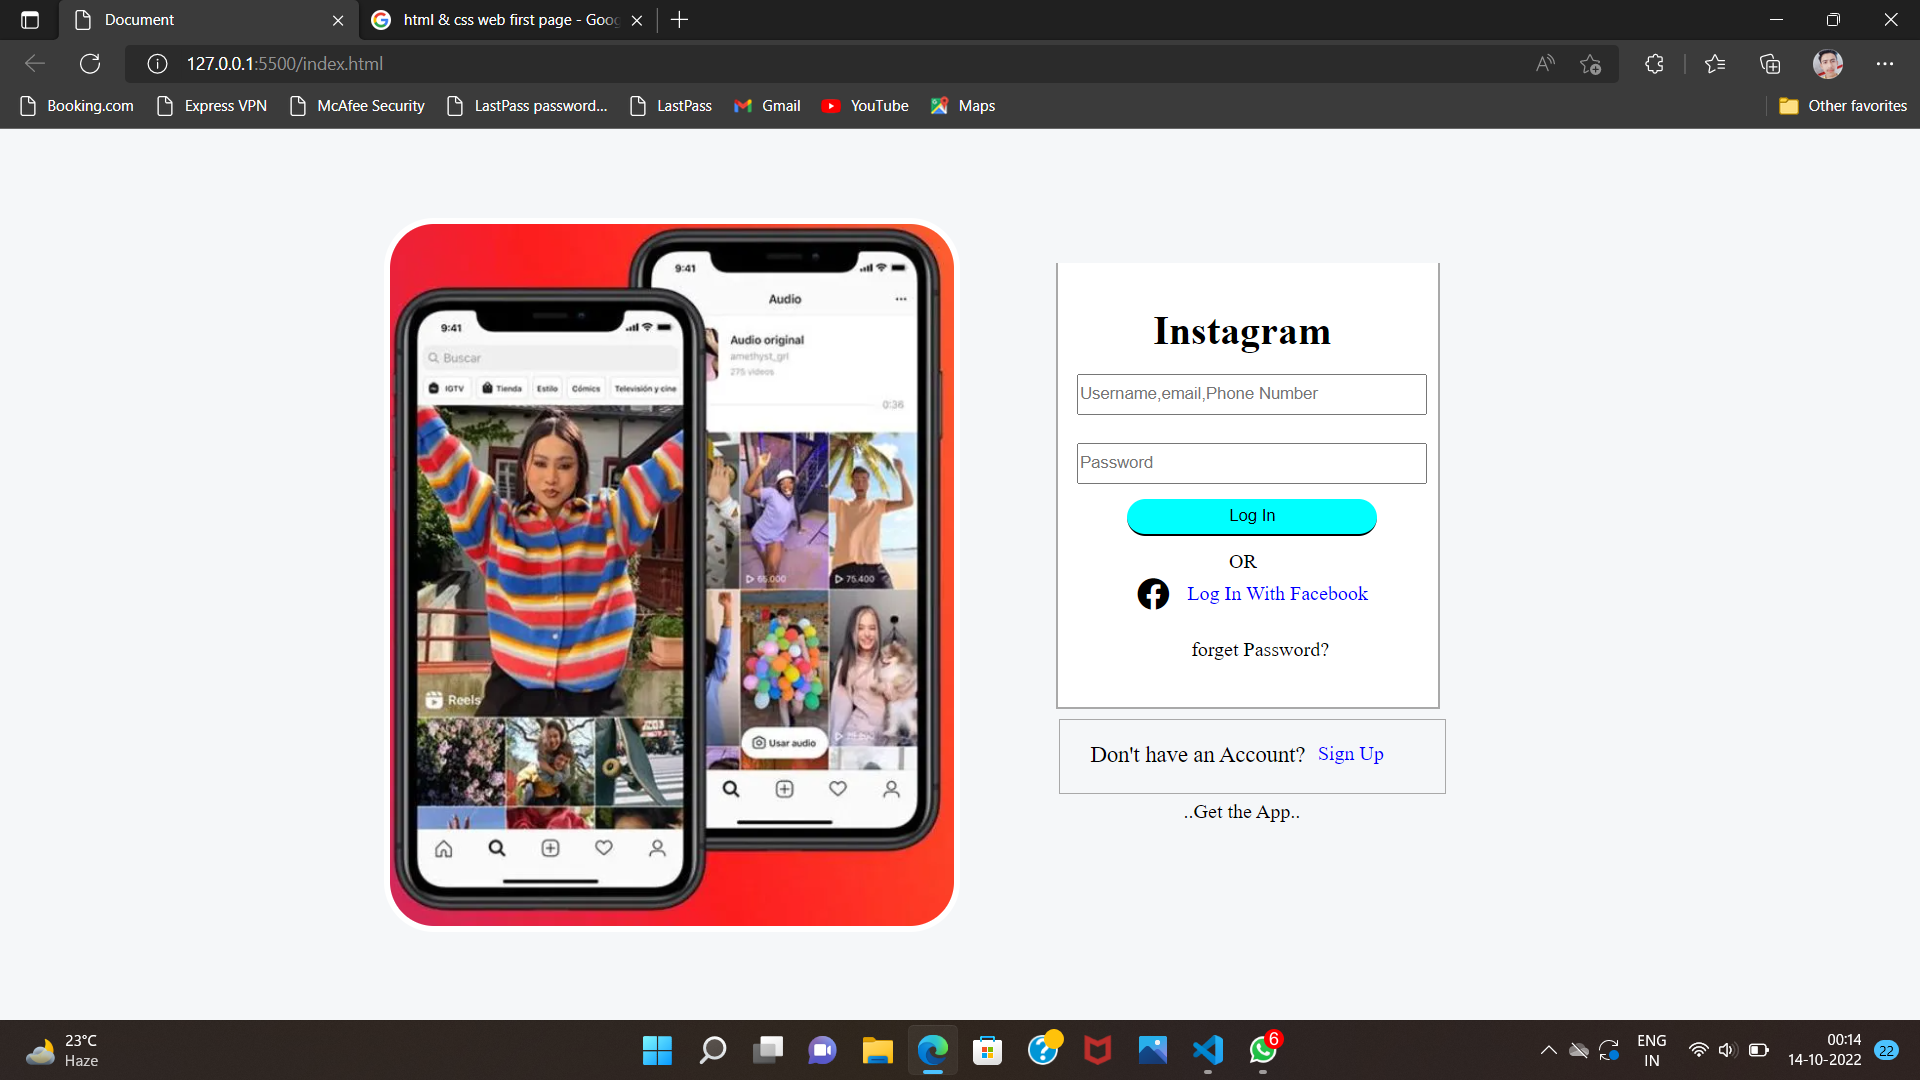 Document
html & css web first page - Goo
127.0.0.1:5500/index.html
Booking.com
Express VPN
McAfee Security
LastPass password...
LastPass
Gmail
YouTube
Maps
Other favorites
9:41
Audio
...
Audio original
amethyst_grl
275 videos
0:36
65.000
75.400
Usar audio
9:41
Buscar
IGTV
Tienda
Estilo
Cómics
Televisión y cine
Reels
Instagram
Username,email,Phone Number
Password
Log In
OR
Log In With Facebook
forget Password?
Don't have an Account? Sign Up
..Get the App..
23°C
Haze
6
ENG
IN
00:14
14-10-2022
22